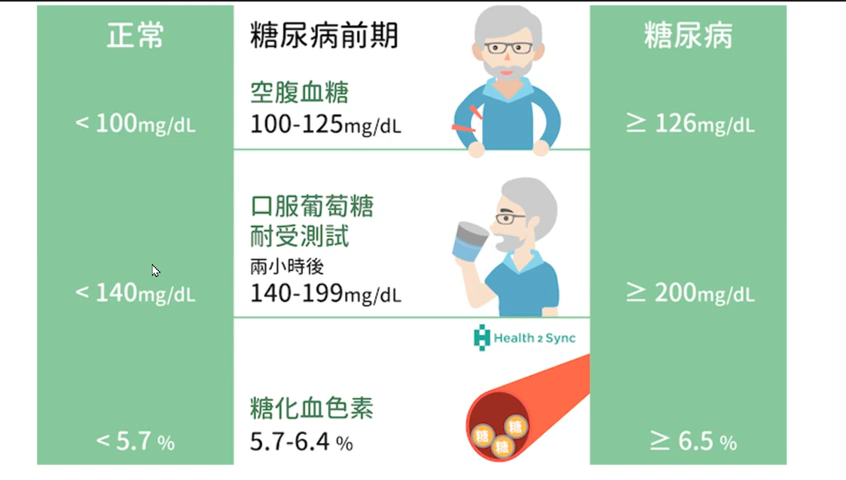 正常
< 100mg/dL
< 140mg/dL
< 5.7 %
糖尿病前期
空腹血糖
100-125mg/dL
口服葡萄糖
耐受測試
兩小時後
140-199mg/dL
Health2Sync
糖化血色素
5.7-6.4 %
糖
糖
糖
糖尿病
≥ 126mg/dL
≥ 200mg/dL
≥ 6.5 %